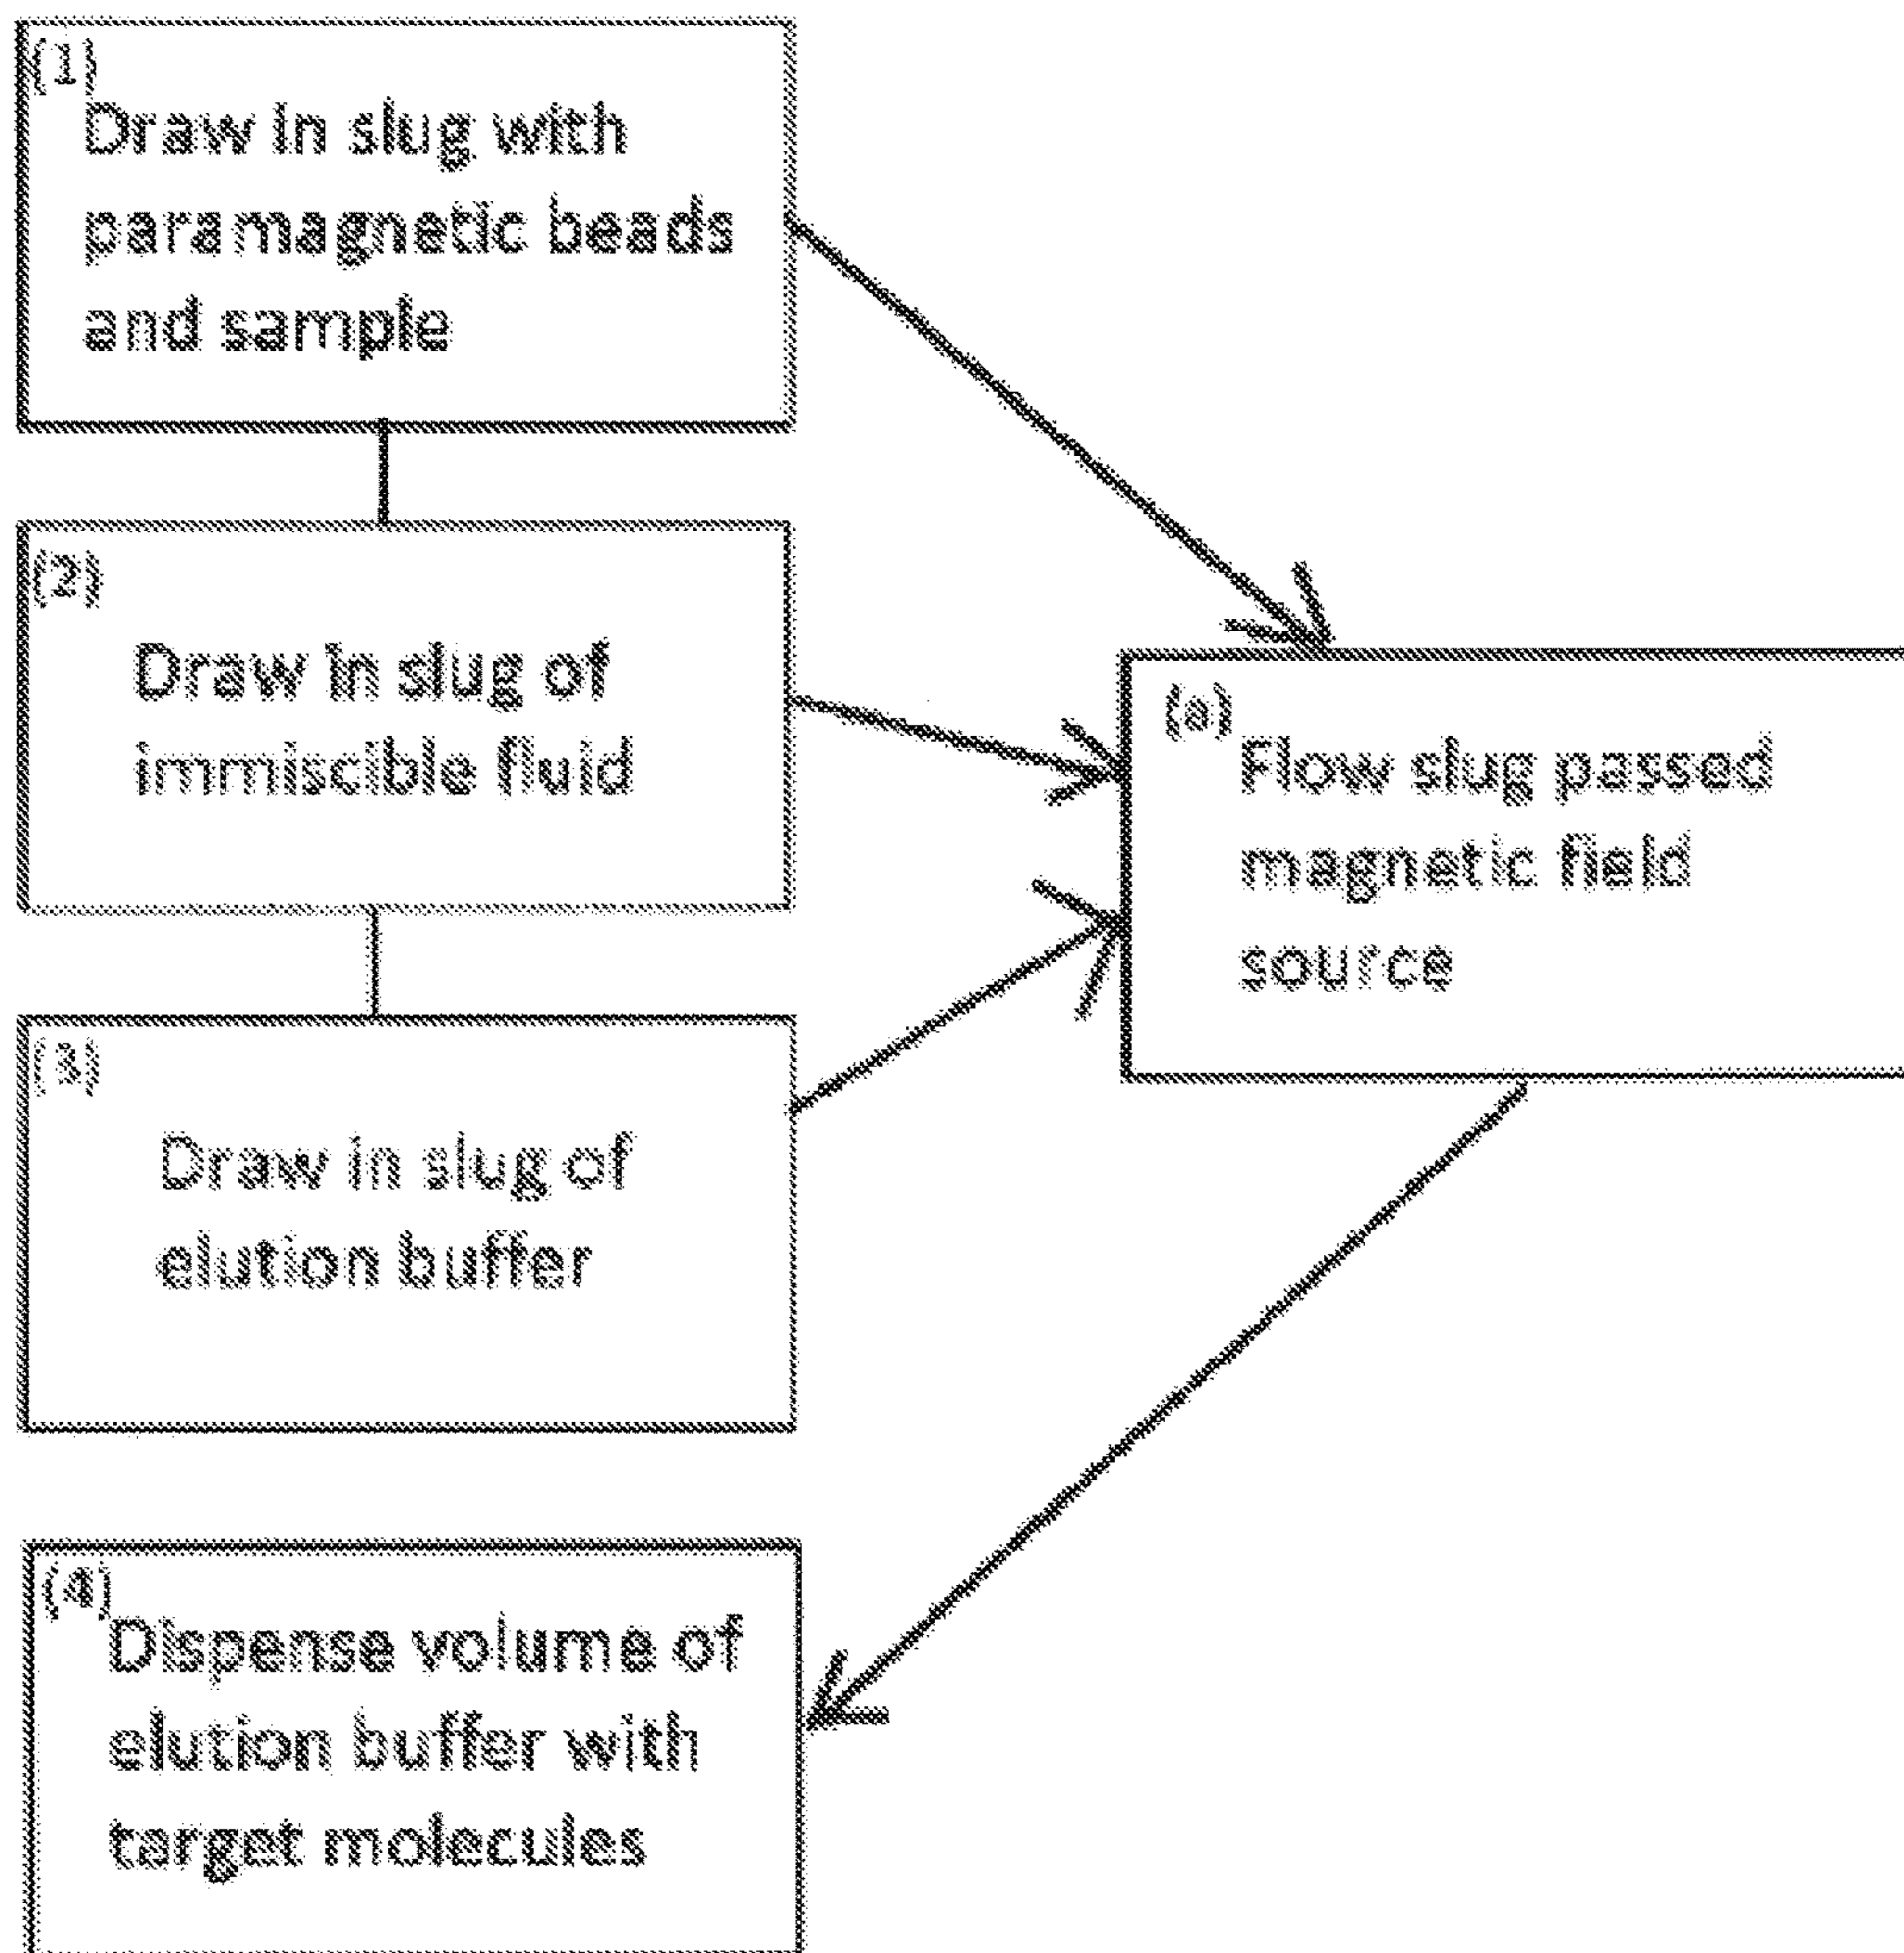 (1)
Draw in slug with
paramagnetic beads
and sample
(2)
Draw in slug of
immiscible fluid
(a)
Flow slug passed
magnetic field
source
(3)
Draw in slug of
elution buffer
(4)
Dispense volume of
elution buffer with
target molecules